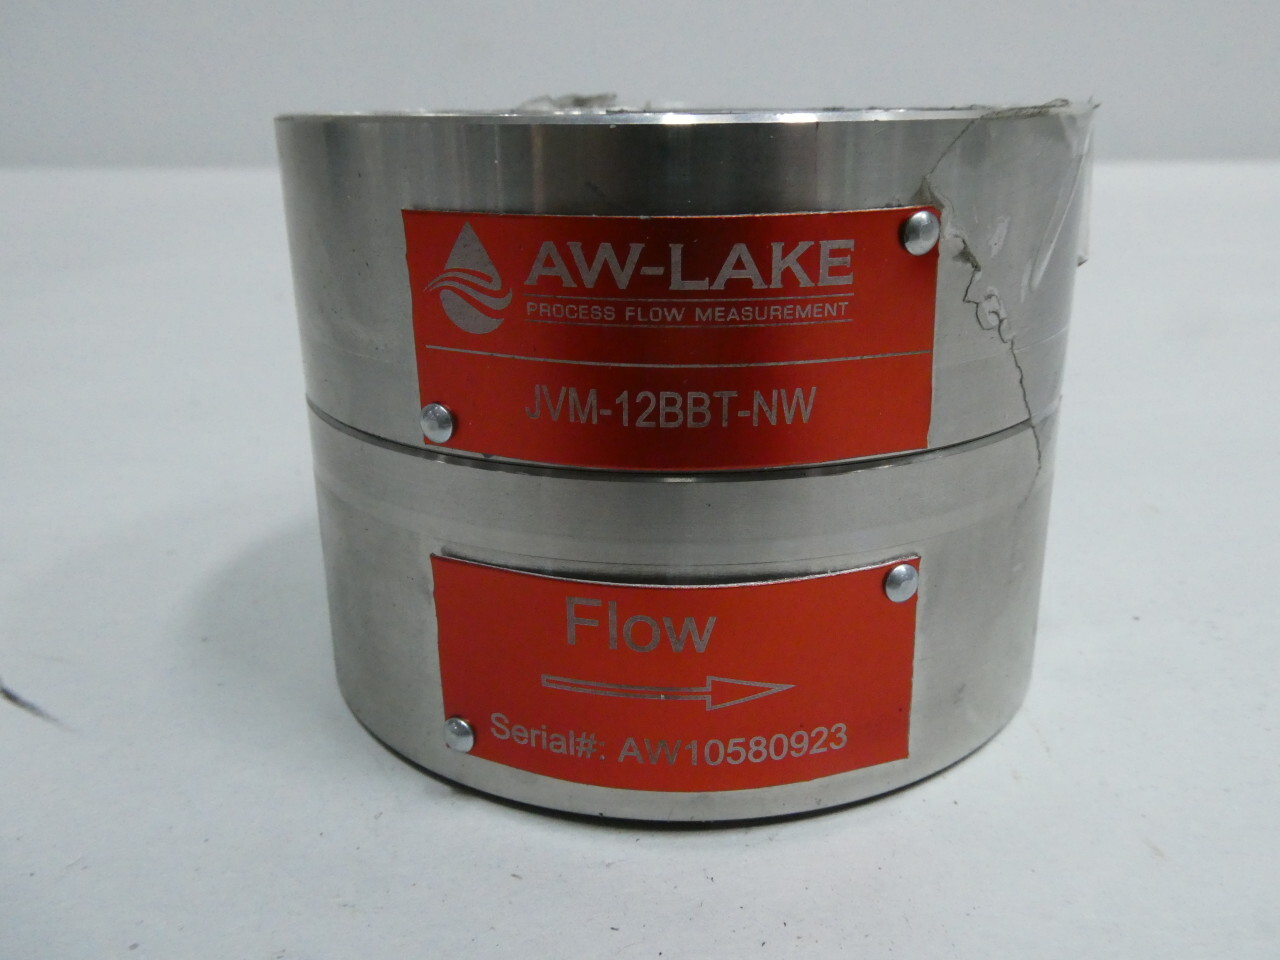 AW-LAKE
PROCESS FLOW MEASUREMENT
JVM-12BBT-NW
Flow
Serial#: AW10580923